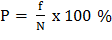 P = f/N x 100 %